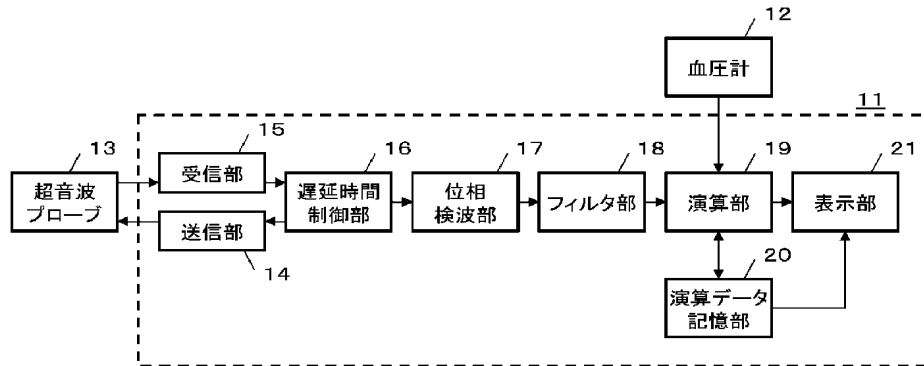 12
血圧計
11
15
13
受信部
16
17
18
19
21
超音波
プローブ
遅延時間
制御部
位相
検波部
フィルタ部
演算部
表示部
送信部
14
20
演算データ
記憶部